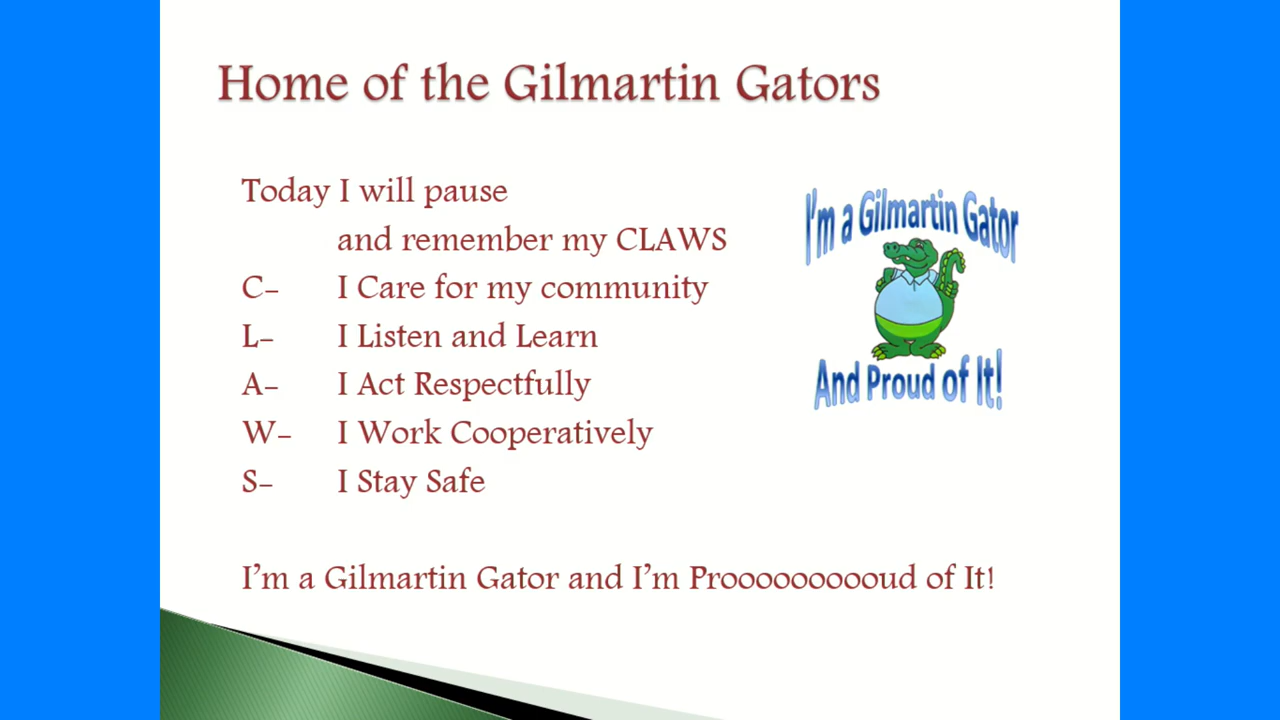 Home of the Gilmartin Gators
Today I will pause
and remember my CLAWS
C- I Care for my community
L- I Listen and Learn
A- I Act Respectfully
W- I Work Cooperatively
S- I Stay Safe
I'm a Gilmartin Gator and I'm Proooooooooud of It!
I'm a Gilmartin Gator
And Proud of It!